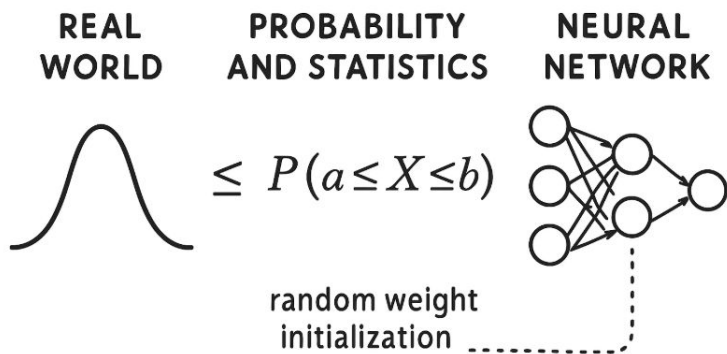 REAL
WORLD
PROBABILITY
AND STATISTICS
NEURAL
NETWORK
≤ P(a ≤ X ≤ b)
random weight
initialization